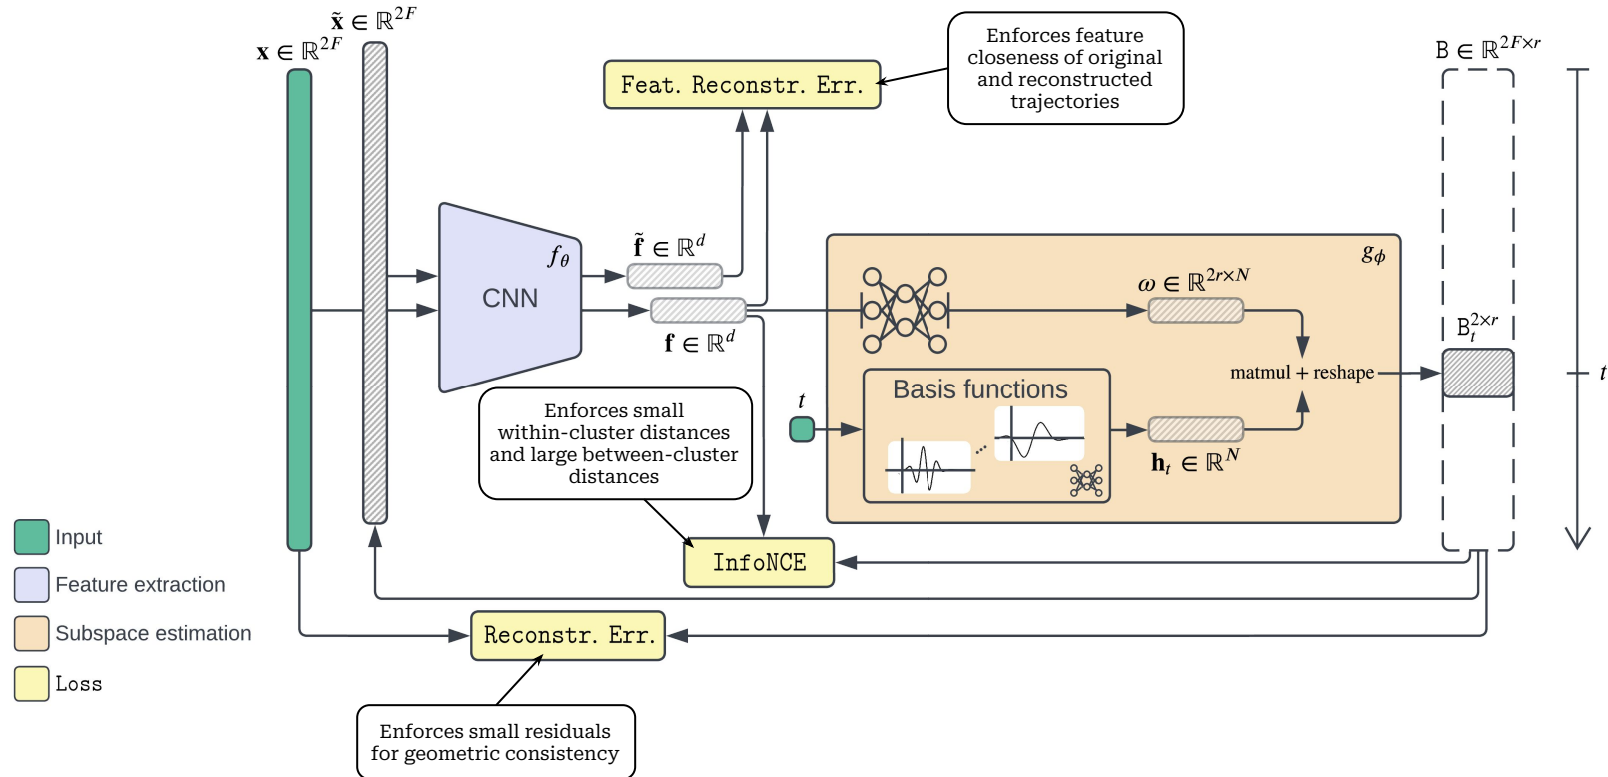 x̃ ∈ ℝ^{2F}
x ∈ ℝ^{2F}
Enforces feature
closeness of original
and reconstructed
trajectories
B ∈ ℝ^{2F×r}
Feat. Reconstr. Err.
f_θ
CNN
f̃ ∈ ℝ^d
f ∈ ℝ^d
g_ϕ
ω ∈ ℝ^{2r×N}
B_t^{2×r}
matmul + reshape
t
Basis functions
t
h_t ∈ ℝ^N
Enforces small
within-cluster distances
and large between-cluster
distances
InfoNCE
Input
Feature extraction
Subspace estimation
Loss
Reconstr. Err.
Enforces small residuals
for geometric consistency